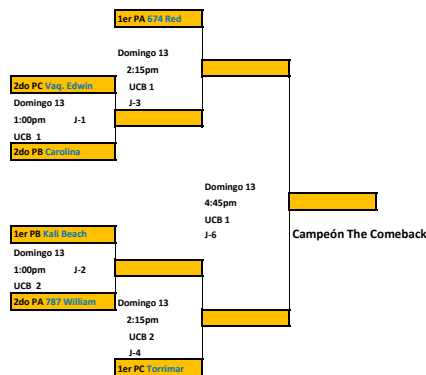 1er PA 674 Red
Domingo 13
2:15pm
UCB 1
J-3
2do PC Vaq. Edwin
Domingo 13
1:00pm J-1
UCB 1
2do PB Carolina
Domingo 13
4:45pm
UCB 1
J-6
Campeón The Comeback
1er PB Kali Beach
Domingo 13
1:00pm J-2
UCB 2
2do PA 787 William
Domingo 13
2:15pm
UCB 2
J-4
1er PC Torrimar